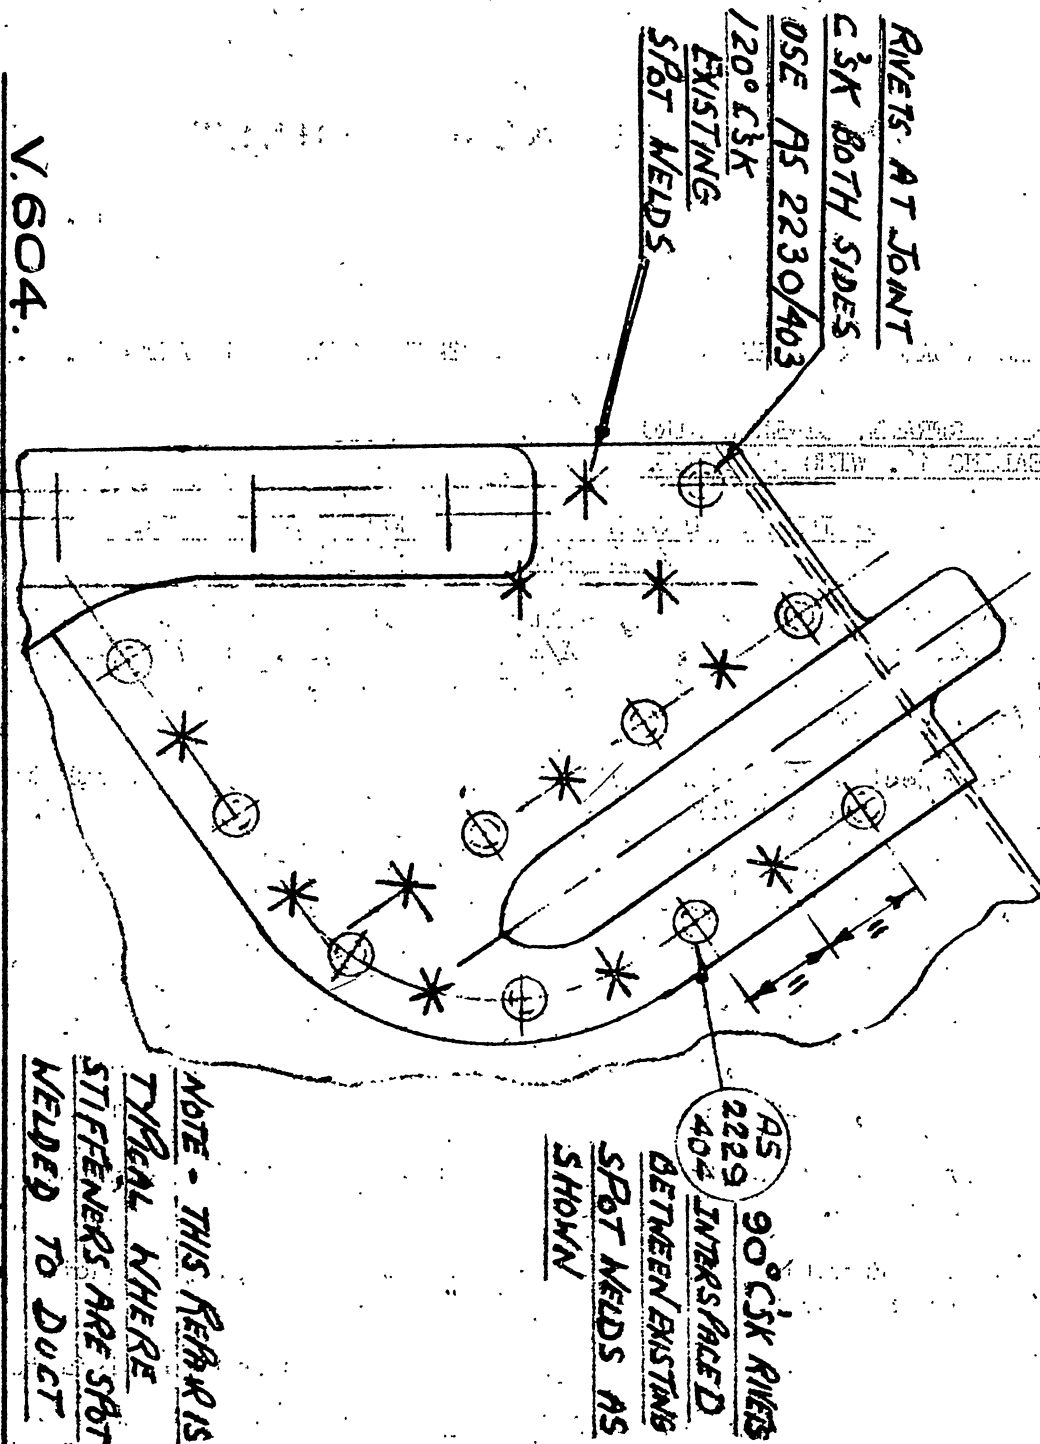 RIVETS AT JOINT
C'SK BOTH SIDES
USE AS 2230/403
120° C'SK
EXISTING
SPOT WELDS
AS
2229
404
90° C'SK RIVETS
INTERSPACED
BETWEEN EXISTING
SPOT WELDS AS
SHOWN
NOTE - THIS REPAIR IS
TYPICAL WHERE
STIFFENERS ARE SPOT
WELDED TO DUCT.
V.604.